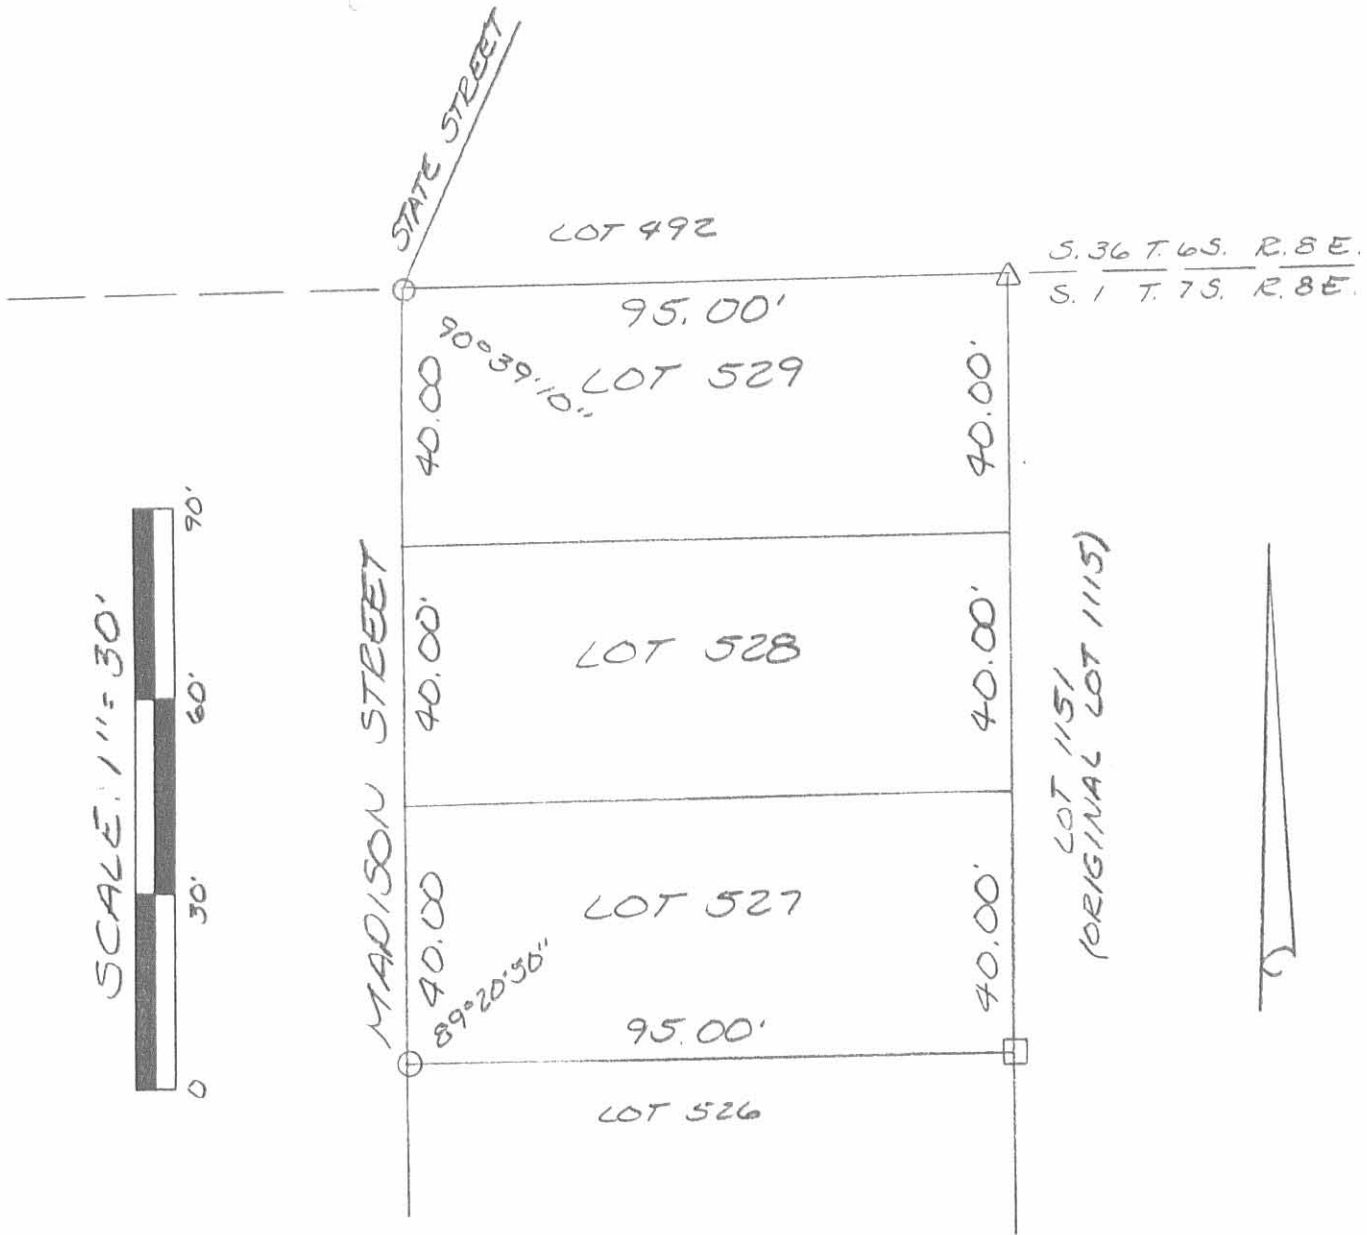 STATE STREET
LOT 492
S. 36 T. 6S. R. 8 E.
S. 1 T. 7S. R. 8E.
95.00'
90°39'10"
LOT 529
40.00
40.00'
SCALE: 1" = 30'
90'
60'
30'
0
MADISON STREET
40.00'
LOT 528
40.00'
LOT 1151
(ORIGINAL LOT 1115)
40.00
LOT 527
40.00'
89°20'50"
95.00'
LOT 526